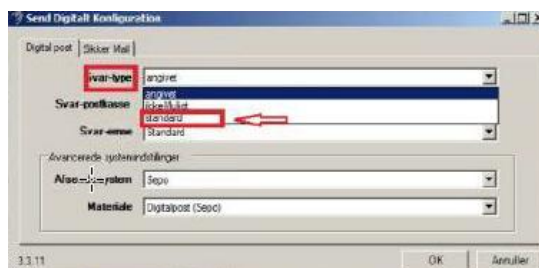 Send Digitalt Konfiguration
Digital post Sikker Mail
Svar-type angivet
angivet
ikkeMuligt
standard
Svar-postkasse
Svar-emne Standard
Avancerede systemindstillinger
Sepo
Materiale Digitalpost (Sepo)
3.3.11 OK Annuller